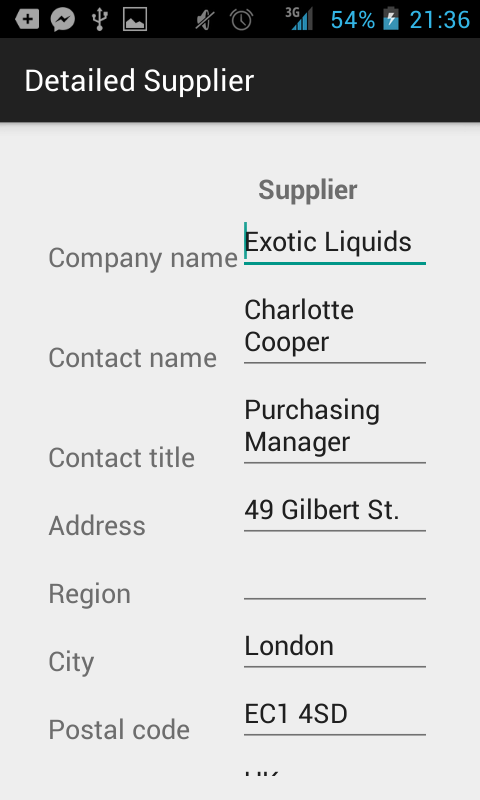 3G 54% 21:36
Detailed Supplier
Supplier
Company name Exotic Liquids
Contact name Charlotte
Cooper
Contact title Purchasing
Manager
Address 49 Gilbert St.
Region
City London
Postal code EC1 4SD